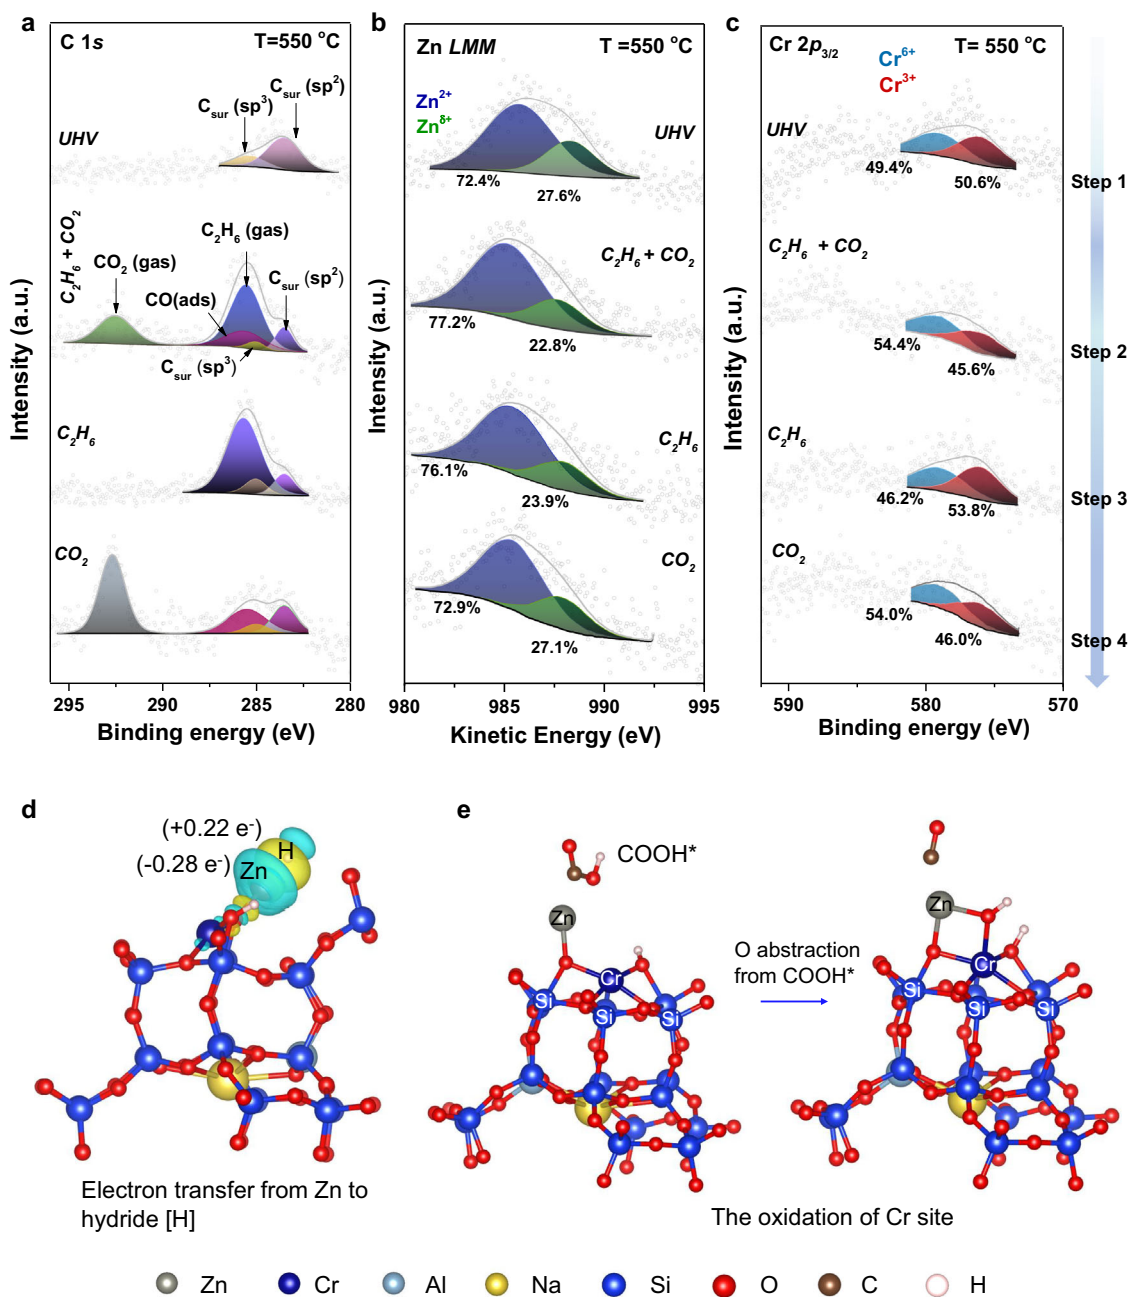 a
C 1s
T=550 °C
C_sur (sp³)
C_sur (sp²)
UHV
C₂H₆ + CO₂
C₂H₆ (gas)
CO₂ (gas)
C_sur (sp²)
CO(ads)
C_sur (sp³)
C₂H₆
CO₂
Intensity (a.u.)
295
290
285
280
Binding energy (eV)
b
Zn LMM
T =550 °C
Zn²⁺
Zn^δ+
UHV
72.4%
27.6%
C₂H₆ + CO₂
77.2%
22.8%
C₂H₆
76.1%
23.9%
CO₂
72.9%
27.1%
Intensity (a.u.)
980
985
990
995
Kinetic Energy (eV)
c
Cr 2p₃/₂
T= 550 °C
Cr⁶⁺
Cr³⁺
UHV
49.4%
50.6%
Step 1
C₂H₆ + CO₂
54.4%
45.6%
Step 2
C₂H₆
46.2%
53.8%
Step 3
CO₂
54.0%
46.0%
Step 4
Intensity (a.u.)
590
580
570
Binding energy (eV)
d
(+0.22 e⁻)
H
(-0.28 e⁻)
Zn
Electron transfer from Zn to
hydride [H]
e
COOH*
Zn
Cr
Si
Si
Si
O abstraction
from COOH*
Zn
Cr
Si
Si
Si
The oxidation of Cr site
Zn
Cr
Al
Na
Si
O
C
H